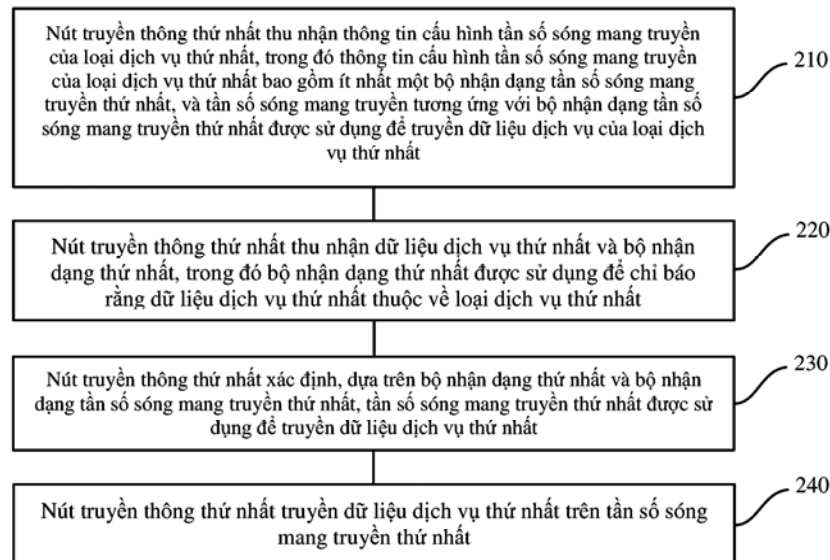 Nút truyền thông thứ nhất thu nhận thông tin cấu hình tần số sóng mang truyền
của loại dịch vụ thứ nhất, trong đó thông tin cấu hình tần số sóng mang truyền
của loại dịch vụ thứ nhất bao gồm ít nhất một bộ nhận dạng tần số sóng mang
truyền thứ nhất, và tần số sóng mang truyền tương ứng với bộ nhận dạng tần số
sóng mang truyền thứ nhất được sử dụng để truyền dữ liệu dịch vụ của loại dịch
vụ thứ nhất
210
Nút truyền thông thứ nhất thu nhận dữ liệu dịch vụ thứ nhất và bộ nhận
dạng thứ nhất, trong đó bộ nhận dạng thứ nhất được sử dụng để chỉ báo
rằng dữ liệu dịch vụ thứ nhất thuộc về loại dịch vụ thứ nhất
220
Nút truyền thông thứ nhất xác định, dựa trên bộ nhận dạng thứ nhất và bộ nhận
dạng tần số sóng mang truyền thứ nhất, tần số sóng mang truyền thứ nhất được sử
dụng để truyền dữ liệu dịch vụ thứ nhất
230
Nút truyền thông thứ nhất truyền dữ liệu dịch vụ thứ nhất trên tần số sóng
mang truyền thứ nhất
240